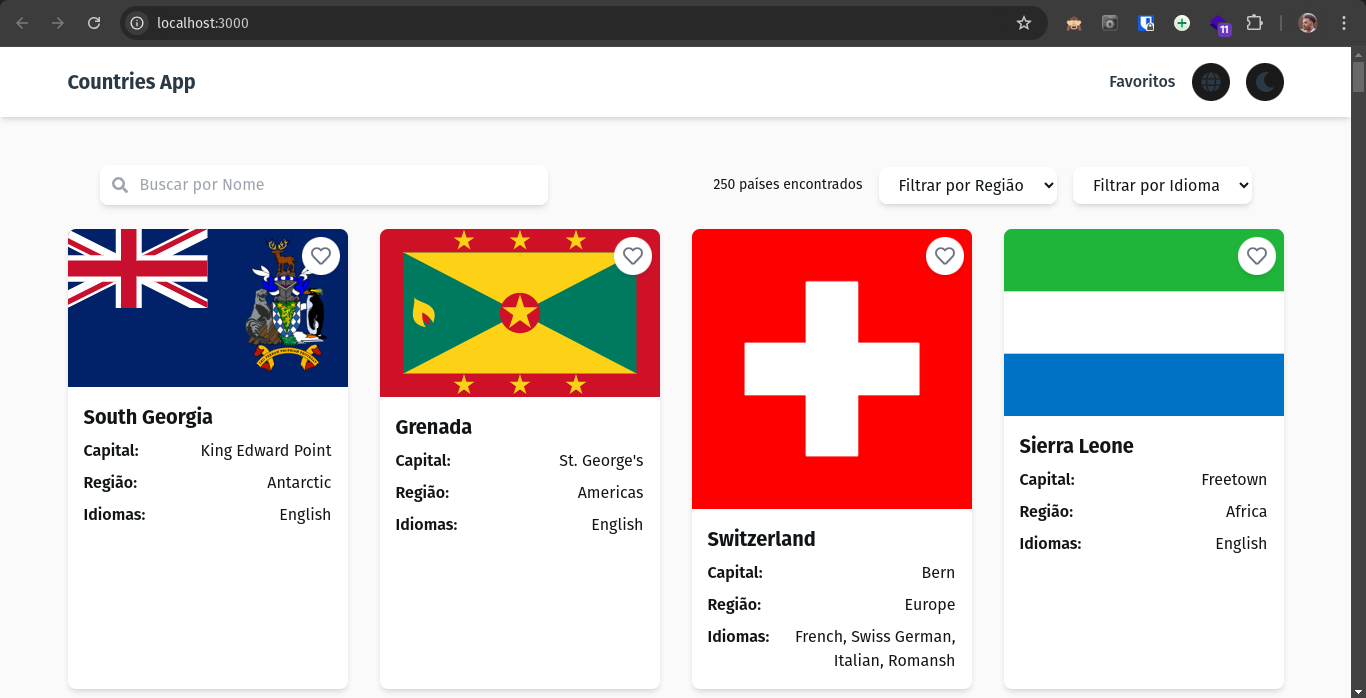 localhost:3000
11
Countries App
Favoritos
Buscar por Nome
250 países encontrados
Filtrar por Região
Filtrar por Idioma
South Georgia
Capital: King Edward Point
Região: Antarctic
Idiomas: English
Grenada
Capital: St. George's
Região: Americas
Idiomas: English
Switzerland
Capital: Bern
Região: Europe
Idiomas: French, Swiss German,
Italian, Romansh
Sierra Leone
Capital: Freetown
Região: Africa
Idiomas: English